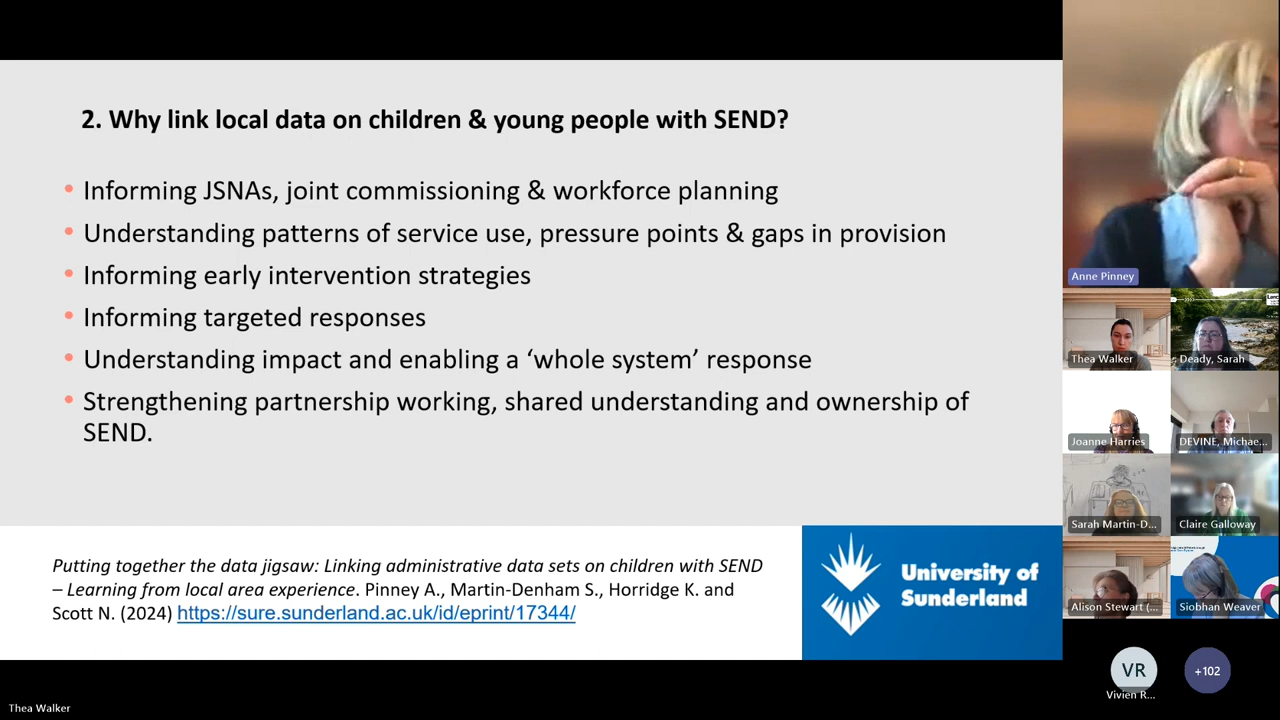 2. Why link local data on children & young people with SEND?
• Informing JSNAs, joint commissioning & workforce planning
• Understanding patterns of service use, pressure points & gaps in provision
• Informing early intervention strategies
• Informing targeted responses
• Understanding impact and enabling a ‘whole system’ response
• Strengthening partnership working, shared understanding and ownership of
SEND.
Putting together the data jigsaw: Linking administrative data sets on children with SEND
– Learning from local area experience. Pinney A., Martin-Denham S., Horridge K. and
Scott N. (2024) https://sure.sunderland.ac.uk/id/eprint/17344/
University of
Sunderland
Anne Pinney
Thea Walker
Deady, Sarah
Joanne Harries
DEVINE, Michae...
Sarah Martin-D...
Claire Galloway
Alison Stewart (...
Siobhan Weaver
VR
+102
Vivien R...
Thea Walker